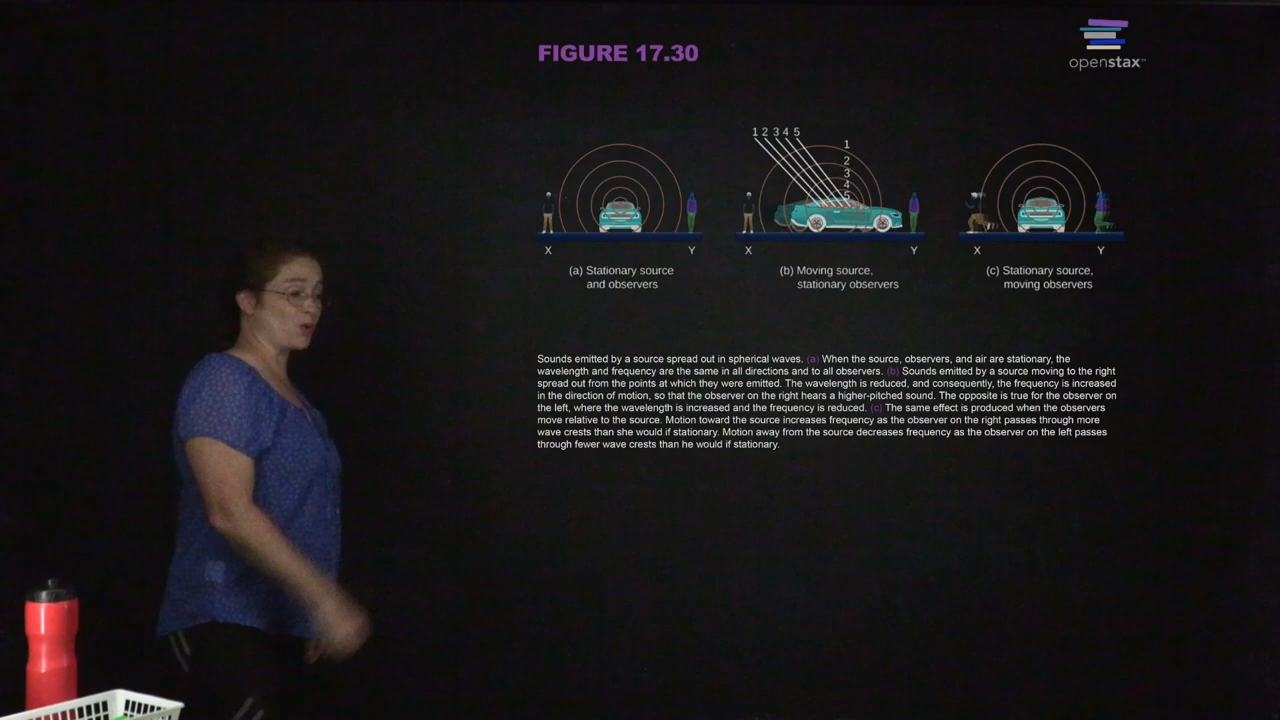 FIGURE 17.30
openstax™
1 2 3 4 5
1
2
3
4
5
X
Y
X
Y
X
Y
(a) Stationary source
and observers
(b) Moving source,
stationary observers
(c) Stationary source,
moving observers
Sounds emitted by a source spread out in spherical waves. (a) When the source, observers, and air are stationary, the
wavelength and frequency are the same in all directions and to all observers. (b) Sounds emitted by a source moving to the right
spread out from the points at which they were emitted. The wavelength is reduced, and consequently, the frequency is increased
in the direction of motion, so that the observer on the right hears a higher-pitched sound. The opposite is true for the observer on
the left, where the wavelength is increased and the frequency is reduced. (c) The same effect is produced when the observers
move relative to the source. Motion toward the source increases frequency as the observer on the right passes through more
wave crests than she would if stationary. Motion away from the source decreases frequency as the observer on the left passes
through fewer wave crests than he would if stationary.